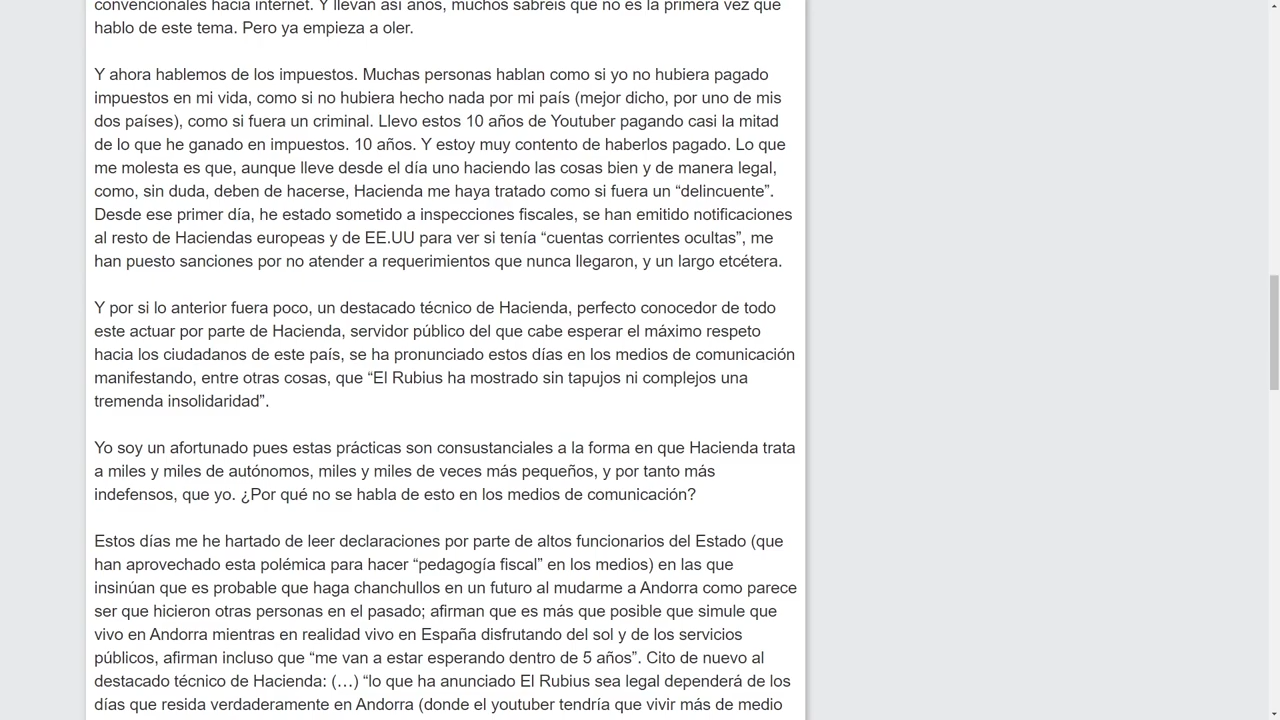 convencionales hacia internet. Y llevan así años, muchos sabréis que no es la primera vez que
hablo de este tema. Pero ya empieza a oler.
Y ahora hablemos de los impuestos. Muchas personas hablan como si yo no hubiera pagado
impuestos en mi vida, como si no hubiera hecho nada por mi país (mejor dicho, por uno de mis
dos países), como si fuera un criminal. Llevo estos 10 años de Youtuber pagando casi la mitad
de lo que he ganado en impuestos. 10 años. Y estoy muy contento de haberlos pagado. Lo que
me molesta es que, aunque lleve desde el día uno haciendo las cosas bien y de manera legal,
como, sin duda, deben de hacerse, Hacienda me haya tratado como si fuera un “delincuente”.
Desde ese primer día, he estado sometido a inspecciones fiscales, se han emitido notificaciones
al resto de Haciendas europeas y de EE.UU para ver si tenía “cuentas corrientes ocultas”, me
han puesto sanciones por no atender a requerimientos que nunca llegaron, y un largo etcétera.
Y por si lo anterior fuera poco, un destacado técnico de Hacienda, perfecto conocedor de todo
este actuar por parte de Hacienda, servidor público del que cabe esperar el máximo respeto
hacia los ciudadanos de este país, se ha pronunciado estos días en los medios de comunicación
manifestando, entre otras cosas, que “El Rubius ha mostrado sin tapujos ni complejos una
tremenda insolidaridad”.
Yo soy un afortunado pues estas prácticas son consustanciales a la forma en que Hacienda trata
a miles y miles de autónomos, miles y miles de veces más pequeños, y por tanto más
indefensos, que yo. ¿Por qué no se habla de esto en los medios de comunicación?
Estos días me he hartado de leer declaraciones por parte de altos funcionarios del Estado (que
han aprovechado esta polémica para hacer “pedagogía fiscal” en los medios) en las que
insinúan que es probable que haga chanchullos en un futuro al mudarme a Andorra como parece
ser que hicieron otras personas en el pasado; afirman que es más que posible que simule que
vivo en Andorra mientras en realidad vivo en España disfrutando del sol y de los servicios
públicos, afirman incluso que “me van a estar esperando dentro de 5 años”. Cito de nuevo al
destacado técnico de Hacienda: (…) “lo que ha anunciado El Rubius sea legal dependerá de los
días que resida verdaderamente en Andorra (donde el youtuber tendría que vivir más de medio